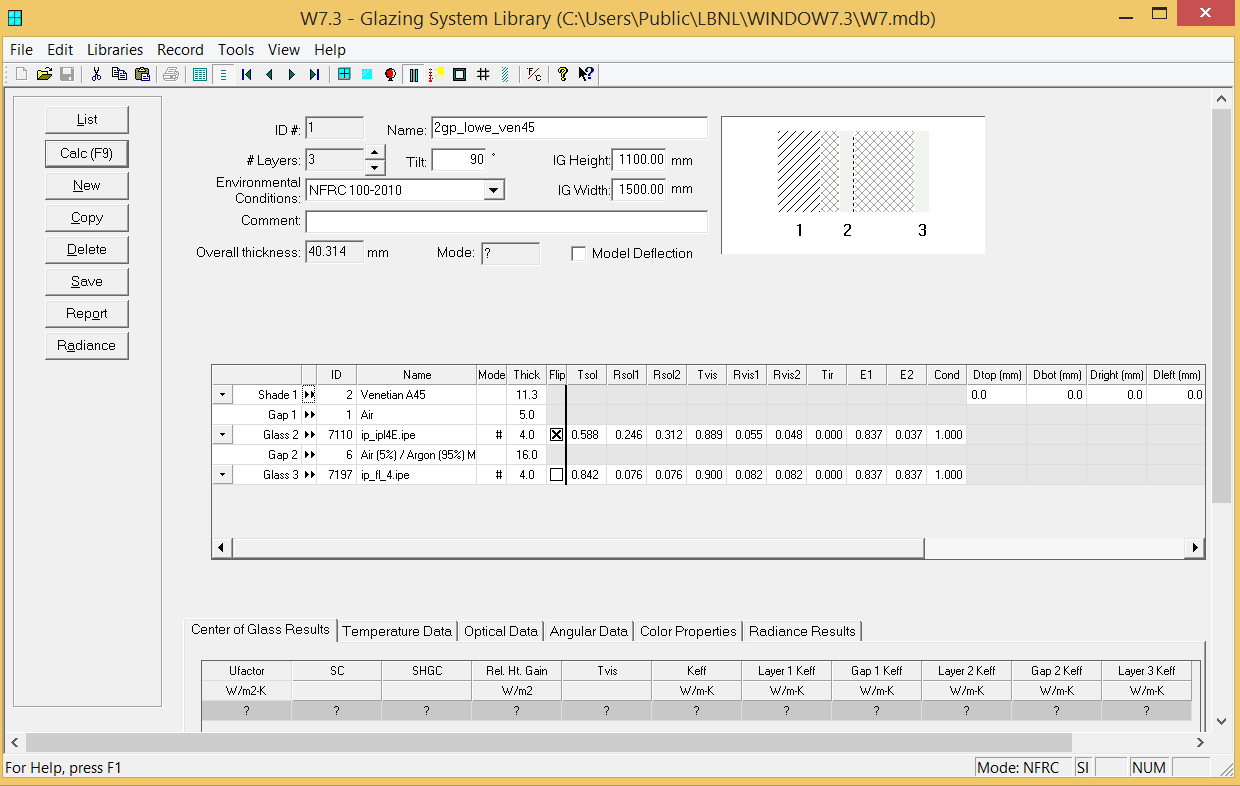 W7.3 - Glazing System Library (C:\Users\Public\LBNL\WINDOW7.3\W7.mdb)
File Edit Libraries Record Tools View Help
List
Calc (F9)
New
Copy
Delete
Save
Report
Radiance
ID #: 1 Name: 2gp_lowe_ven45
# Layers: 3 Tilt: 90 ° IG Height: 1100.00 mm
Environmental
Conditions: NFRC 100-2010 IG Width: 1500.00 mm
Comment:
Overall thickness: 40.314 mm Mode: ? Model Deflection
1 2 3
ID Name Mode Thick Flip Tsol Rsol1 Rsol2 Tvis Rvis1 Rvis2 Tir E1 E2 Cond Dtop (mm) Dbot (mm) Dright (mm) Dleft (mm)
Shade 1 2 Venetian A45 11.3 0.0 0.0 0.0 0.0
Gap 1 1 Air 5.0
Glass 2 7110 ip_ipl4E.ipe # 4.0 0.588 0.246 0.312 0.889 0.055 0.048 0.000 0.837 0.037 1.000
Gap 2 6 Air (5%) / Argon (95%) M 16.0
Glass 3 7197 ip_fl_4.ipe # 4.0 0.842 0.076 0.076 0.900 0.082 0.082 0.000 0.837 0.837 1.000
Center of Glass Results Temperature Data Optical Data Angular Data Color Properties Radiance Results
Ufactor SC SHGC Rel. Ht. Gain Tvis Keff Layer 1 Keff Gap 1 Keff Layer 2 Keff Gap 2 Keff Layer 3 Keff
W/m2-K W/m2 W/m-K W/m-K W/m-K W/m-K W/m-K W/m-K
? ? ? ? ? ? ? ? ? ? ?
For Help, press F1 Mode: NFRC SI NUM